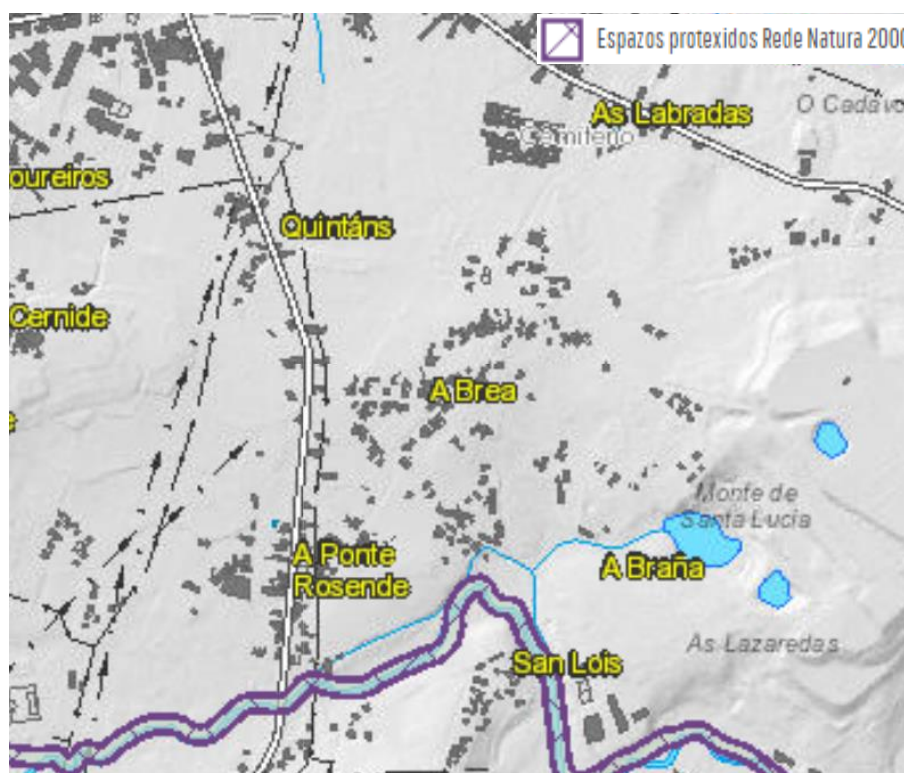 Espazos protexidos Rede Natura 2000
As Labradas
O Cadavo
Cemiterio
oureiros
Quintáns
Cernide
A Brea
e
Monte de
Santa Lucía
A Ponte
Rosende
A Braña
As Lazaredas
San Lois